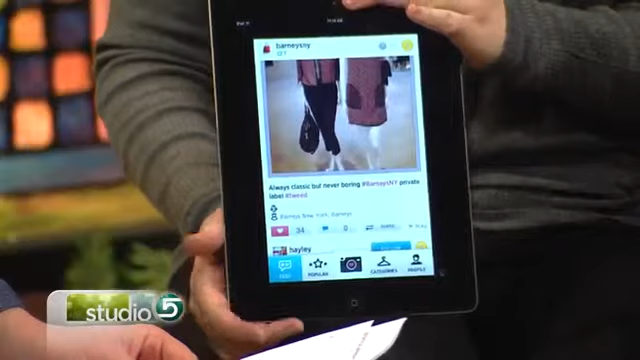 barneysny
Always classic but never boring #BarneysNY private
label #tweed
Barneys New York, Barneys
34
0
hayley
POPULAR
CATEGORIES
PROFILE
studio 5